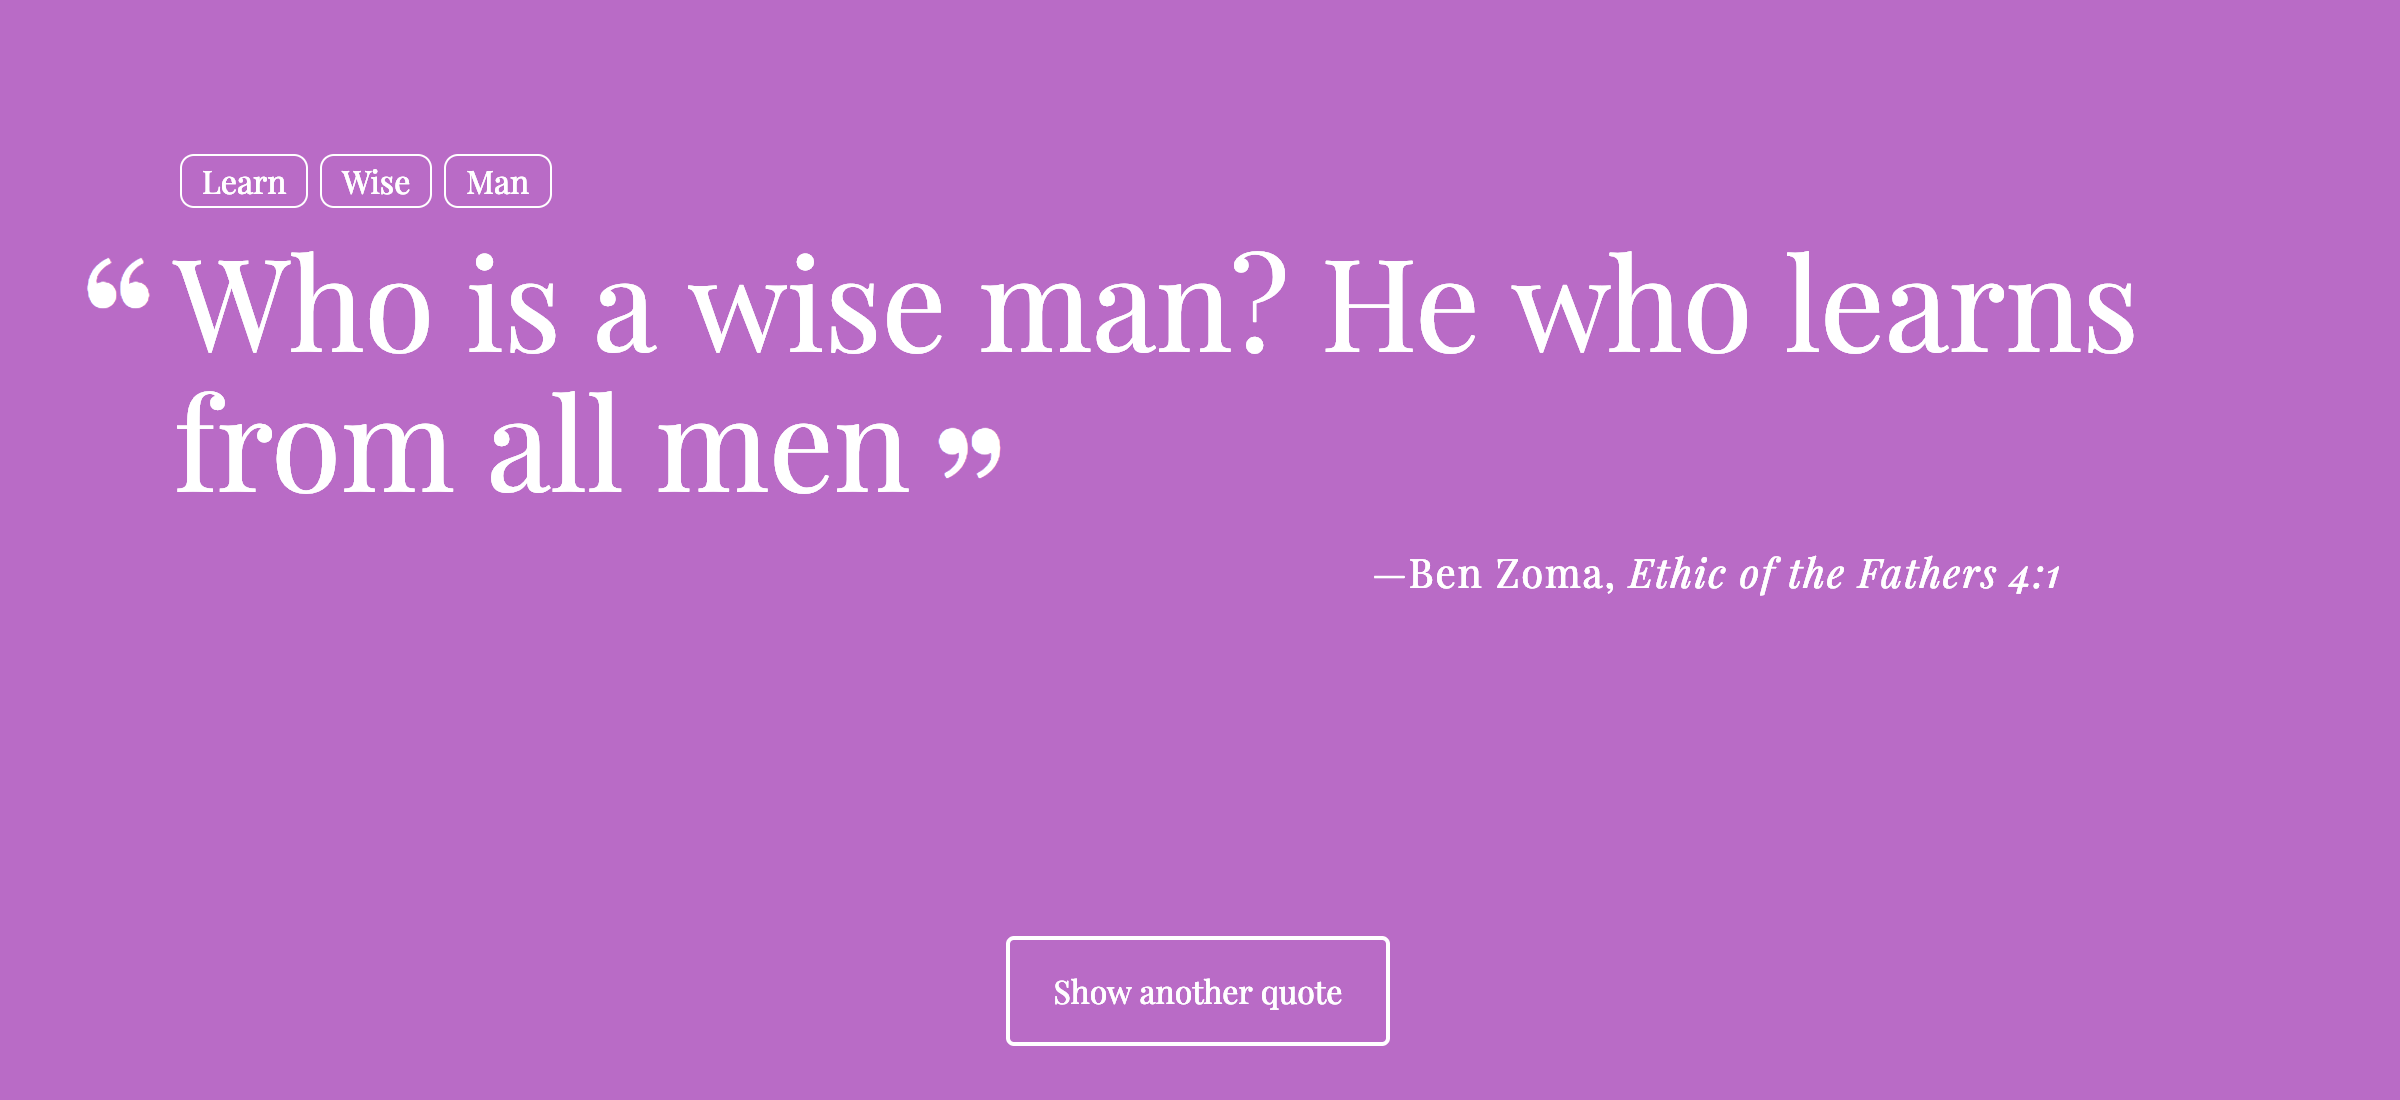 Learn Wise Man
“Who is a wise man? He who learns
from all men”
—Ben Zoma, Ethic of the Fathers 4:1
Show another quote